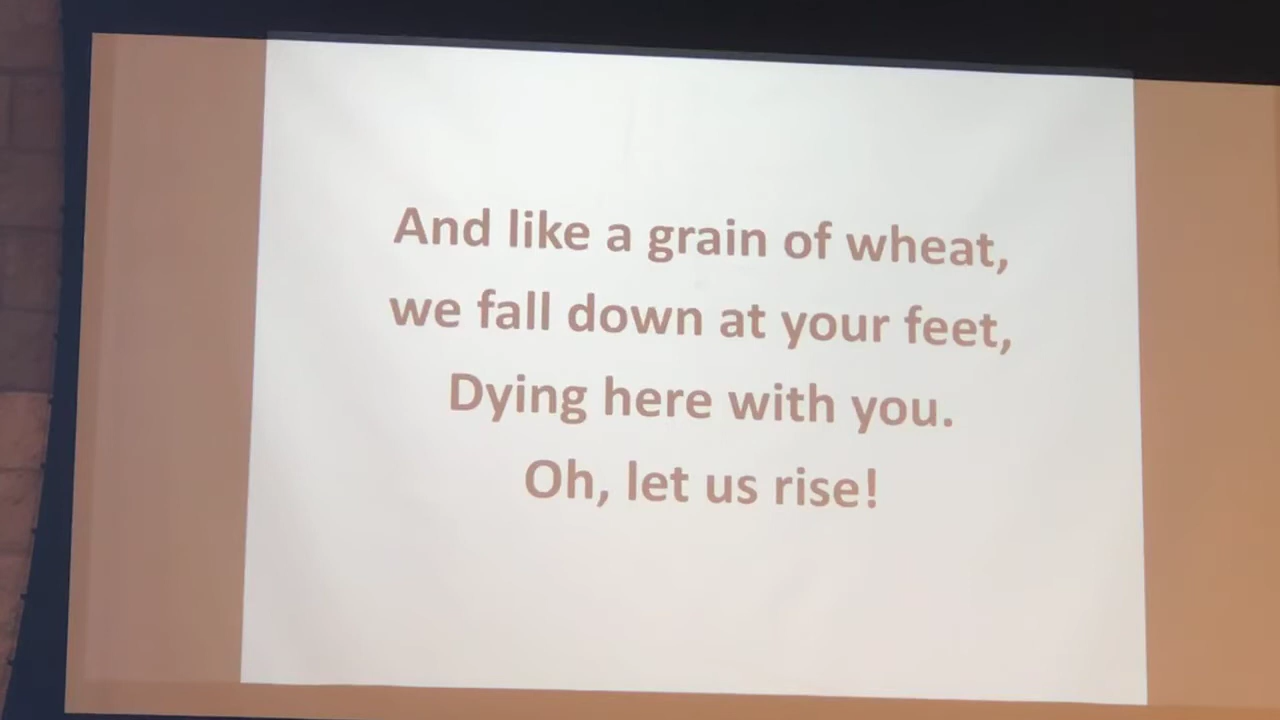 And like a grain of wheat,
we fall down at your feet,
Dying here with you.
Oh, let us rise!